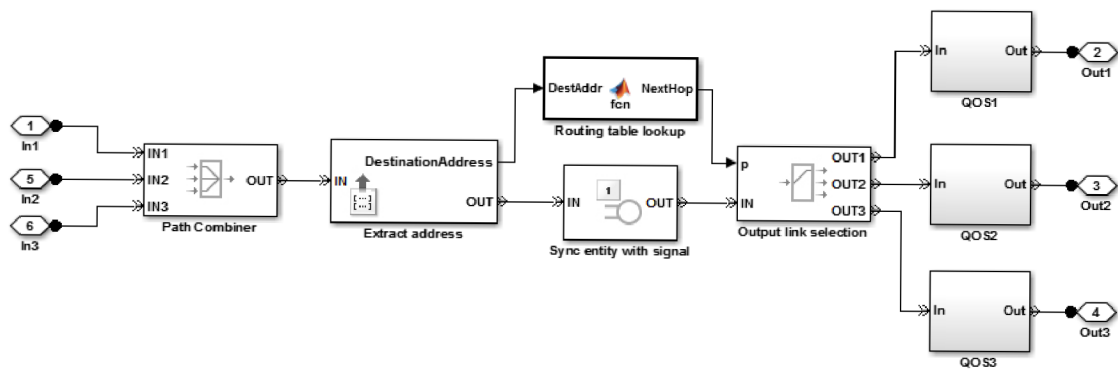 1
In1
5
In2
6
In3
IN1
IN2
IN3
OUT
Path Combiner
IN
DestinationAddress
OUT
[...]
Extract address
DestAddr
NextHop
fcn
Routing table lookup
IN
1
OUT
Sync entity with signal
p
IN
OUT1
OUT2
OUT3
Output link selection
In
Out
QOS1
2
Out1
In
Out
QOS2
3
Out2
In
Out
QOS3
4
Out3